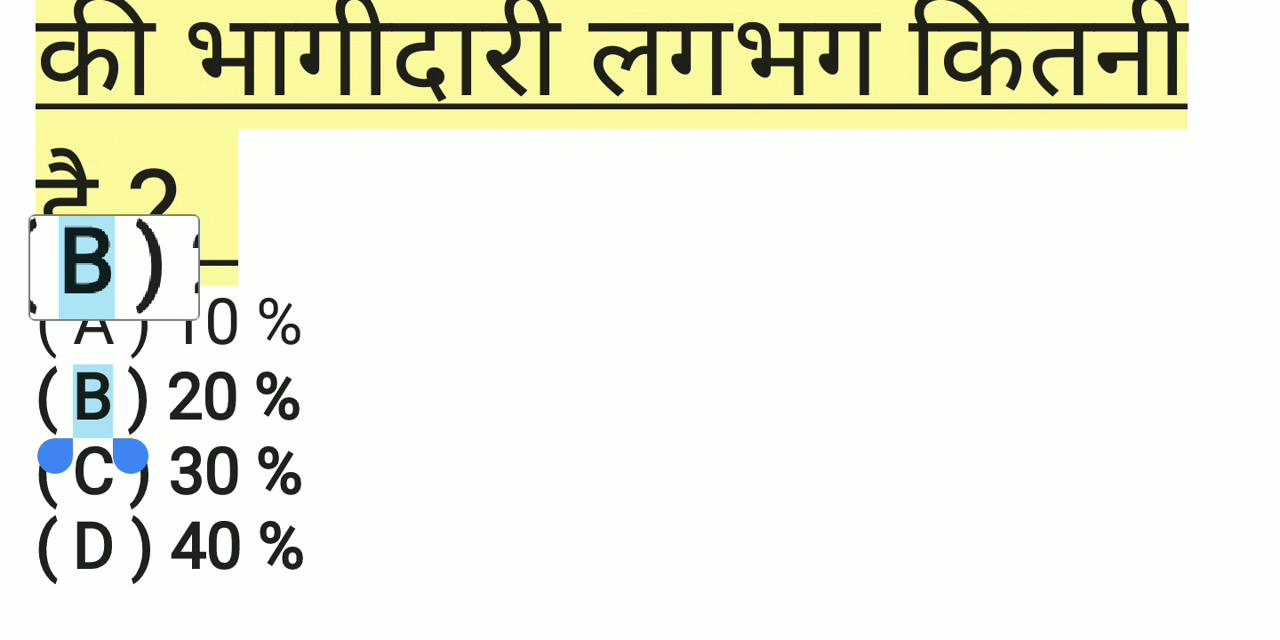 की भागीदारी लगभग कितनी
है ?
( B )
( A ) 10 %
( B ) 20 %
( C ) 30 %
( D ) 40 %